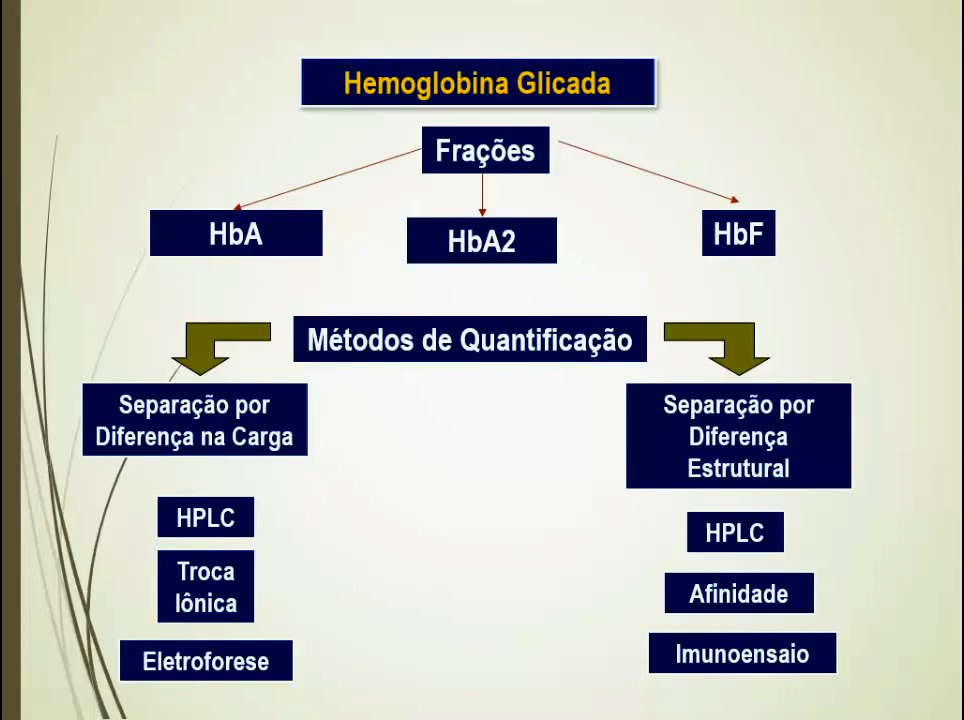 Hemoglobina Glicada
Frações
HbA
HbA2
HbF
Métodos de Quantificação
Separação por
Diferença na Carga
HPLC
Troca
Iônica
Eletroforese
Separação por
Diferença
Estrutural
HPLC
Afinidade
Imunoensaio